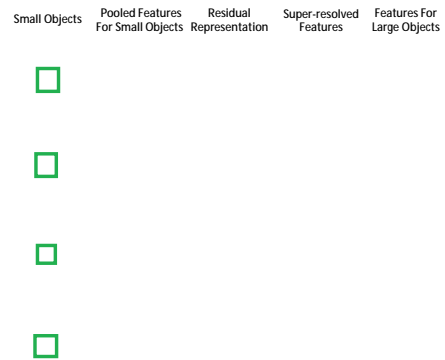 Small Objects
Pooled Features
For Small Objects
Residual
Representation
Super-resolved
Features
Features For
Large Objects